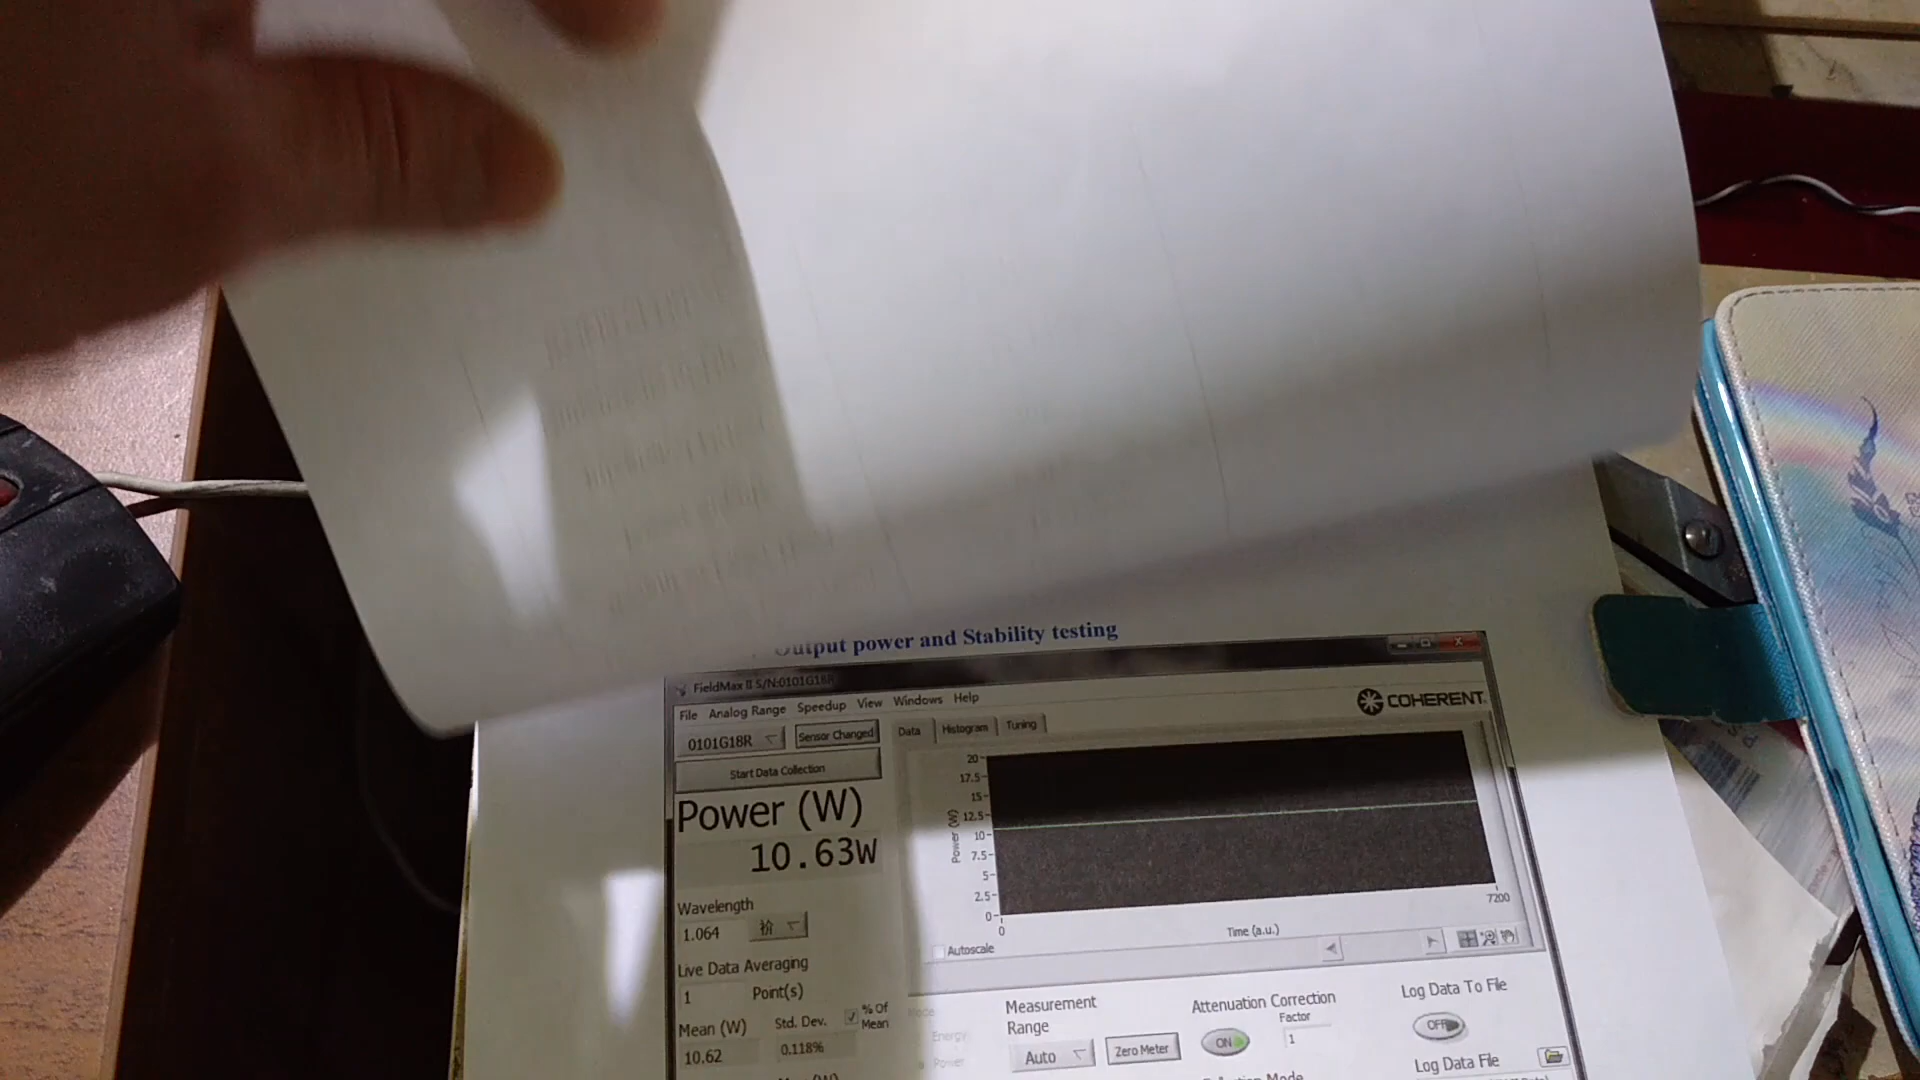 Output power and Stability testing
FieldMax II S/N:0101G18R
File Analog Range Speedup View Windows Help
COHERENT
0101G18R Sensor Changed
Data Histogram Tuning
Start Data Collection
Power (W)
10.63W
20
17.5
15
12.5
10
7.5
5
2.5
0
Power (W)
0
7200
Time (a.u.)
Autoscale
Wavelength
1.064
Live Data Averaging
1 Point(s)
Mean (W) Std. Dev. % Of Mean
10.62 0.118%
Energy
Power
Measurement Range
Auto Zero Meter
Attenuation Correction
Factor
ON 1
Log Data To File
OFF
Log Data File